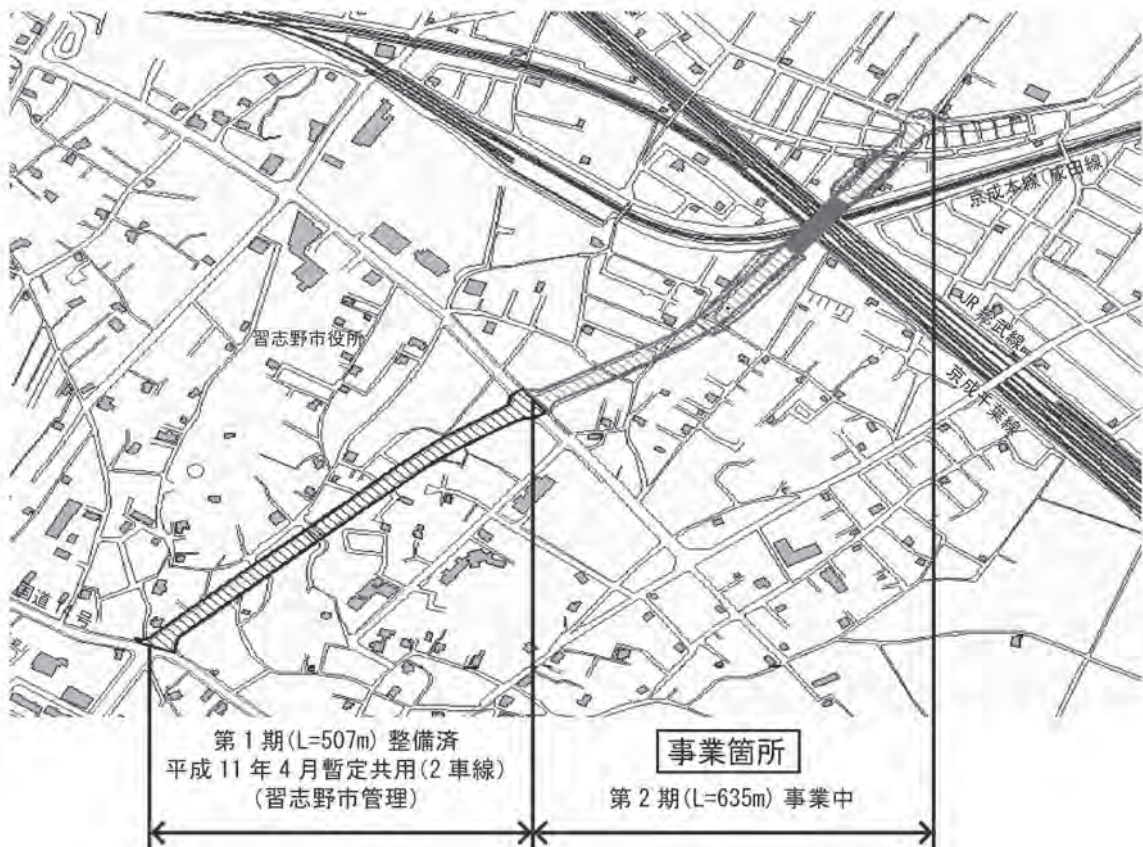 京成本線(成田線)
JR総武線
京成千葉線
習志野市役所
国道14号
第1期(L=507m) 整備済
平成11年4月暫定共用(2車線)
(習志野市管理)
事業箇所
第2期(L=635m) 事業中